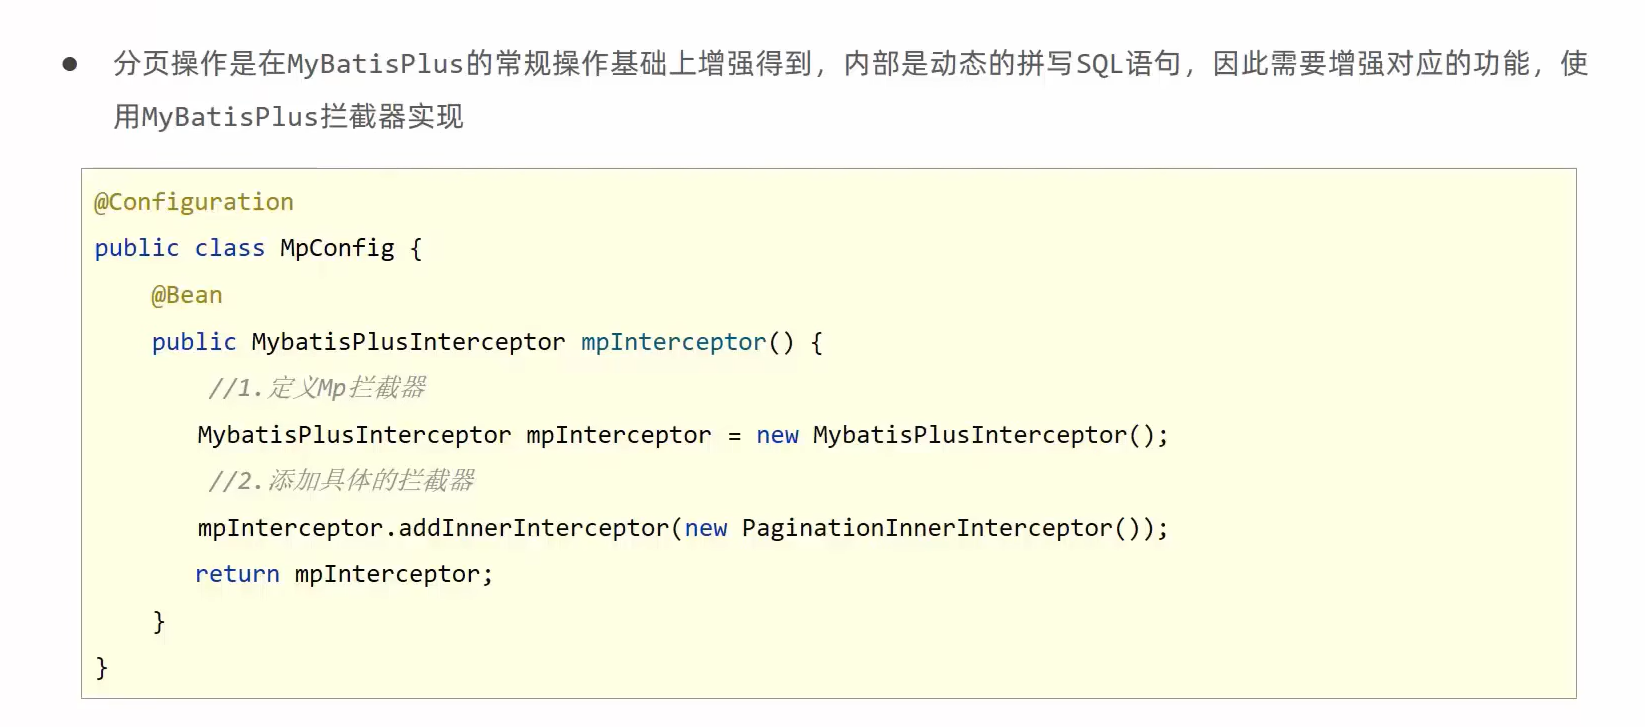 ● 分页操作是在MyBatisPlus的常规操作基础上增强得到，内部是动态的拼写SQL语句，因此需要增强对应的功能，使
用MyBatisPlus拦截器实现
@Configuration
public class MpConfig {
    @Bean
    public MybatisPlusInterceptor mpInterceptor() {
        //1.定义Mp拦截器
       MybatisPlusInterceptor mpInterceptor = new MybatisPlusInterceptor();
        //2.添加具体的拦截器
       mpInterceptor.addInnerInterceptor(new PaginationInnerInterceptor());
       return mpInterceptor;
    }
}